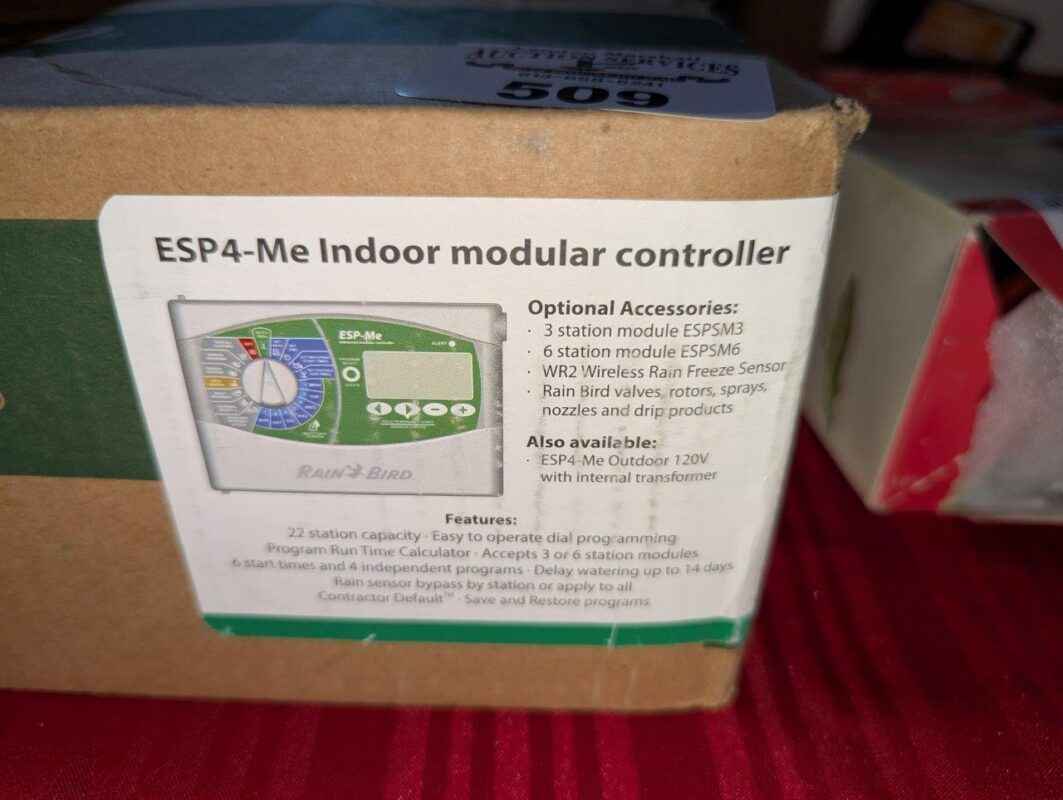 AUCTION SERVICES
509
ESP4-Me Indoor modular controller
ESP-Me
ALERT
RAIN BIRD
Optional Accessories:
· 3 station module ESPSM3
· 6 station module ESPSM6
· WR2 Wireless Rain Freeze Sensor
· Rain Bird valves, rotors, sprays,
nozzles and drip products
Also available:
· ESP4-Me Outdoor 120V
with internal transformer
Features:
22 station capacity · Easy to operate dial programming
Program Run Time Calculator · Accepts 3 or 6 station modules
6 start times and 4 independent programs · Delay watering up to 14 days
Rain sensor bypass by station or apply to all
Contractor Default™ · Save and Restore programs